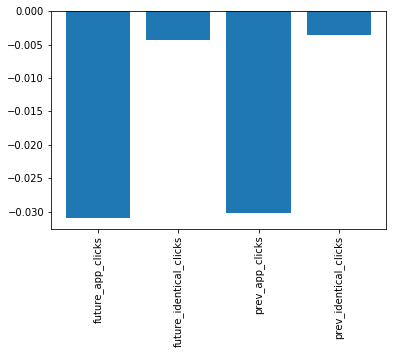 0.000
−0.005
−0.010
−0.015
−0.020
−0.025
−0.030
future_app_clicks
future_identical_clicks
prev_app_clicks
prev_identical_clicks